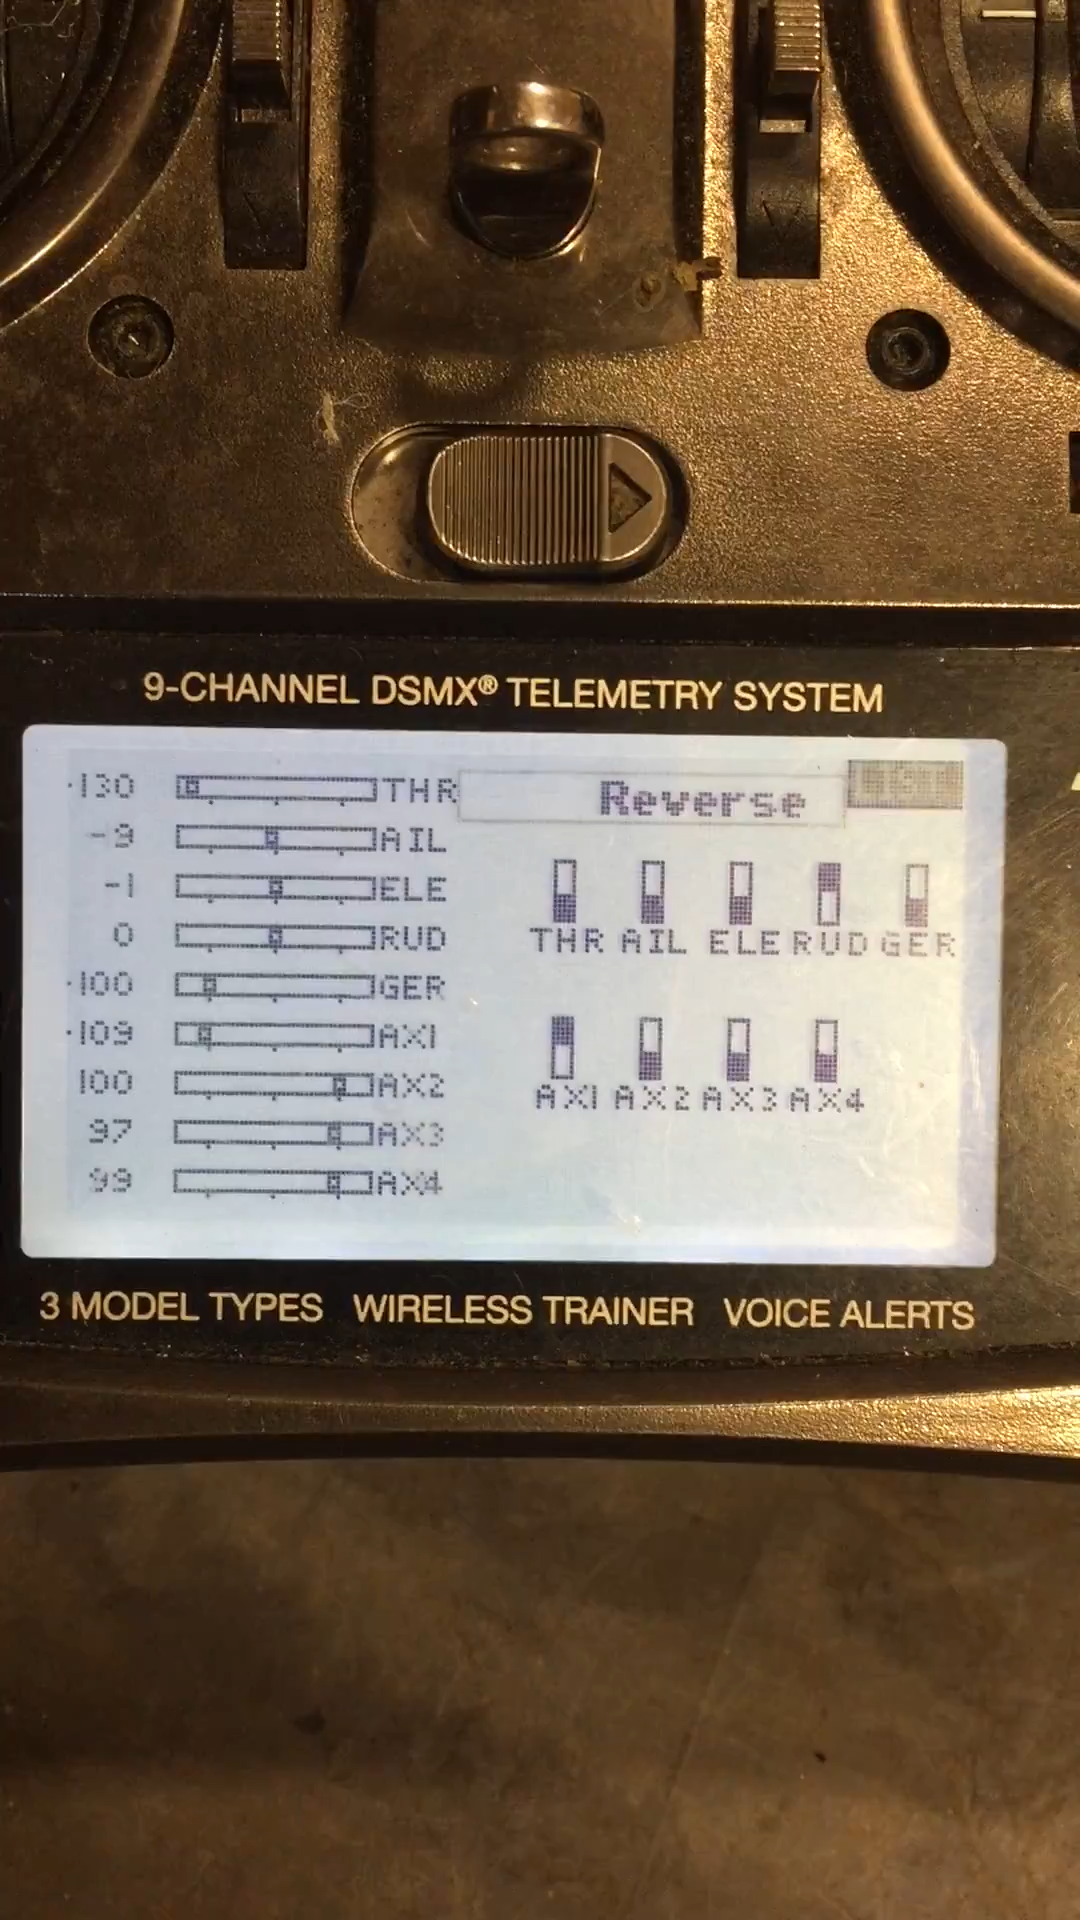 9-CHANNEL DSMX® TELEMETRY SYSTEM
-130 THR
-9 AIL
-1 ELE
0 RUD
-100 GER
-109 AX1
100 AX2
97 AX3
99 AX4
Reverse
THR AIL ELE RUD GER
AX1 AX2 AX3 AX4
3 MODEL TYPES WIRELESS TRAINER VOICE ALERTS